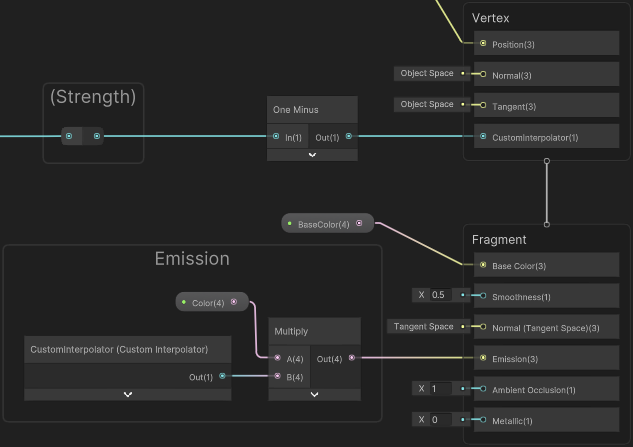 Vertex
Position(3)
Object Space
Normal(3)
Object Space
Tangent(3)
CustomInterpolator(1)
(Strength)
One Minus
In(1)
Out(1)
BaseColor(4)
Fragment
Base Color(3)
X 0.5
Smoothness(1)
Tangent Space
Normal (Tangent Space)(3)
Emission(3)
X 1
Ambient Occlusion(1)
X 0
Metallic(1)
Emission
Color(4)
CustomInterpolator (Custom Interpolator)
Out(1)
Multiply
A(4)
Out(4)
B(4)